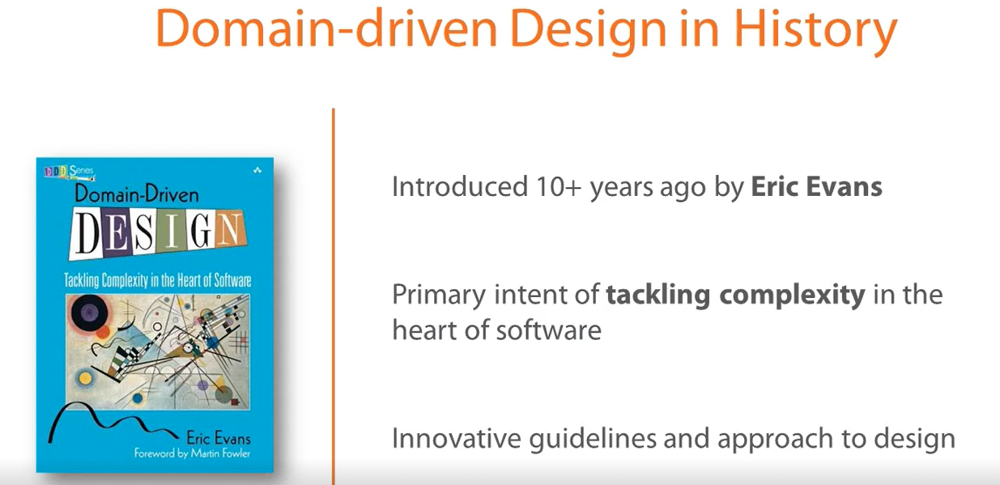 Domain-driven Design in History
DDD Series
Domain-Driven
DESIGN
Tackling Complexity in the Heart of Software
Eric Evans
Foreword by Martin Fowler
Introduced 10+ years ago by Eric Evans
Primary intent of tackling complexity in the
heart of software
Innovative guidelines and approach to design